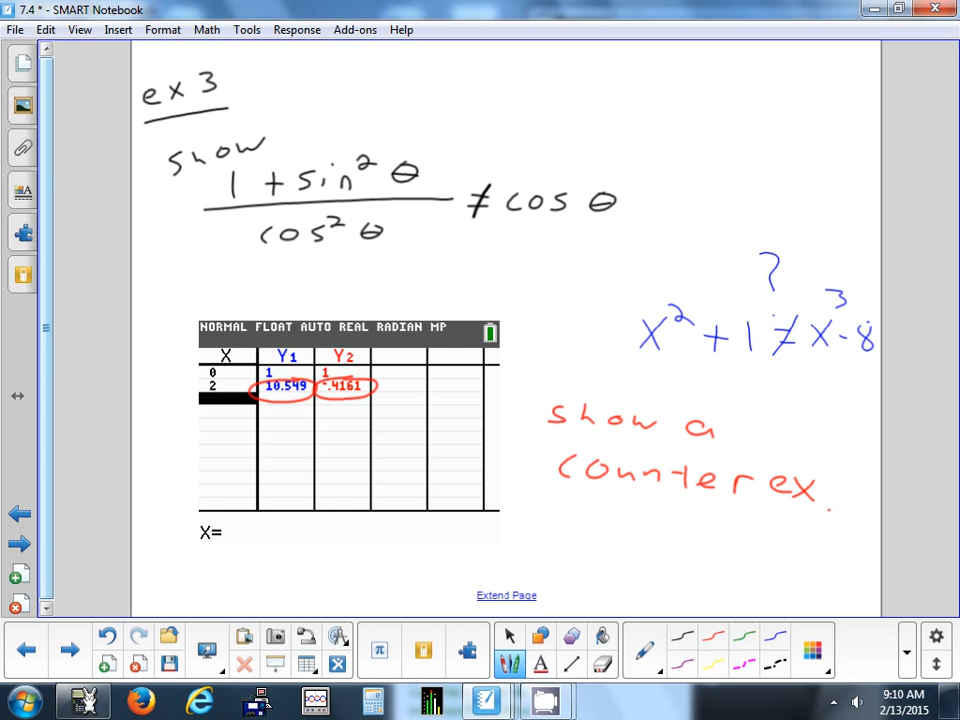 7.4 * - SMART Notebook
File Edit View Insert Format Math Tools Response Add-ons Help
ex 3
show
1 + sin² θ
cos² θ
≠ cos θ
?
x² + 1 ≠ x³ - 8
NORMAL FLOAT AUTO REAL RADIAN MP
X Y1 Y2
0 1 1
2 10.549 -.4161
X=
show a
counter ex.
Extend Page
π
A
9:10 AM
2/13/2015